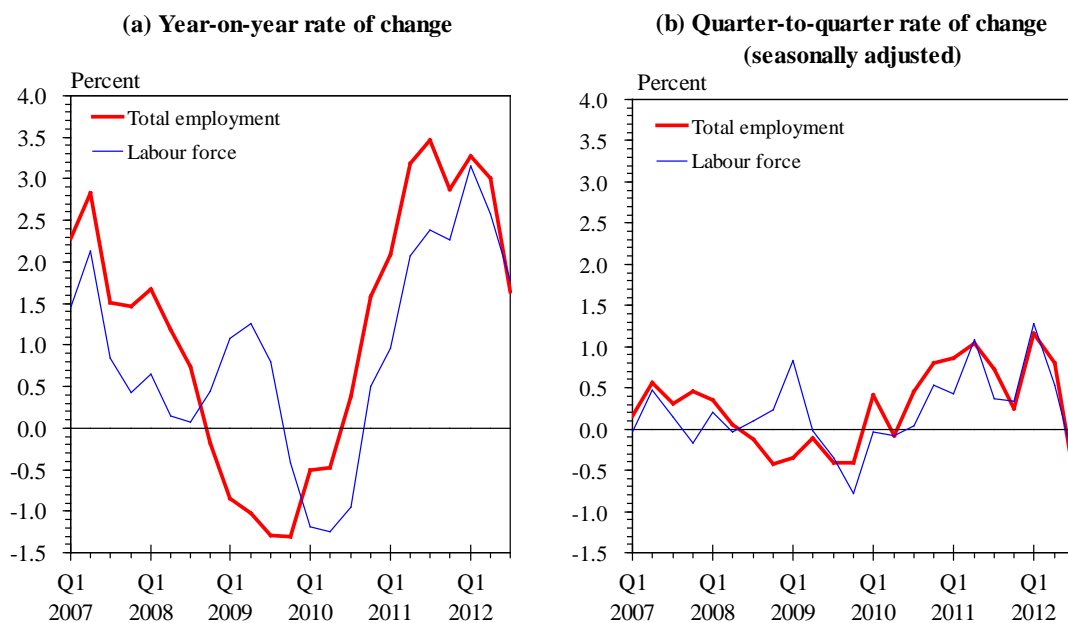 (a) Year-on-year rate of change
Percent
4.0
3.5
3.0
2.5
2.0
1.5
1.0
0.5
0.0
-0.5
-1.0
-1.5
Total employment
Labour force
Q1 Q1 Q1 Q1 Q1 Q1
2007 2008 2009 2010 2011 2012
(b) Quarter-to-quarter rate of change
(seasonally adjusted)
Percent
4.0
3.5
3.0
2.5
2.0
1.5
1.0
0.5
0.0
-0.5
-1.0
-1.5
Total employment
Labour force
Q1 Q1 Q1 Q1 Q1 Q1
2007 2008 2009 2010 2011 2012